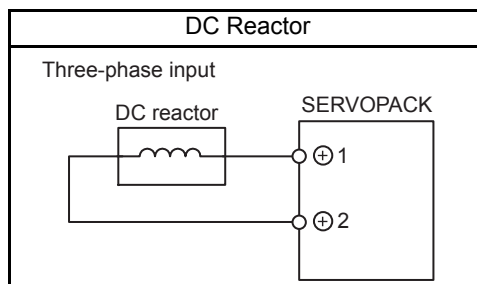 DC Reactor
Three-phase input
DC reactor
SERVOPACK
⊕ 1
⊕ 2